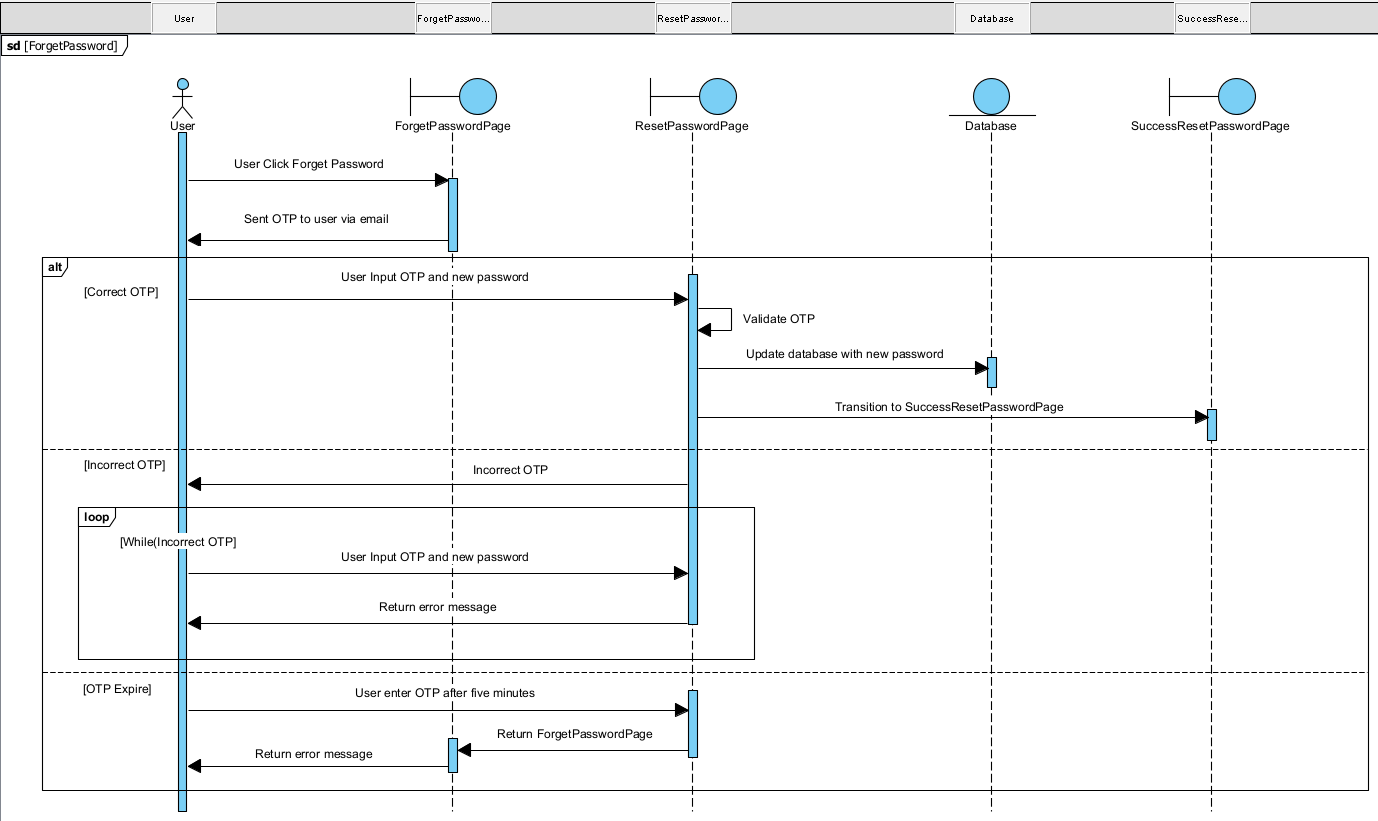 User
ForgetPasswo...
ResetPasswor...
Database
SuccessRese...
sd [ForgetPassword]
User
ForgetPasswordPage
ResetPasswordPage
Database
SuccessResetPasswordPage
User Click Forget Password
Sent OTP to user via email
alt
[Correct OTP]
User Input OTP and new password
Validate OTP
Update database with new password
Transition to SuccessResetPasswordPage
[Incorrect OTP]
Incorrect OTP
loop
[While(Incorrect OTP]
User Input OTP and new password
Return error message
[OTP Expire]
User enter OTP after five minutes
Return ForgetPasswordPage
Return error message